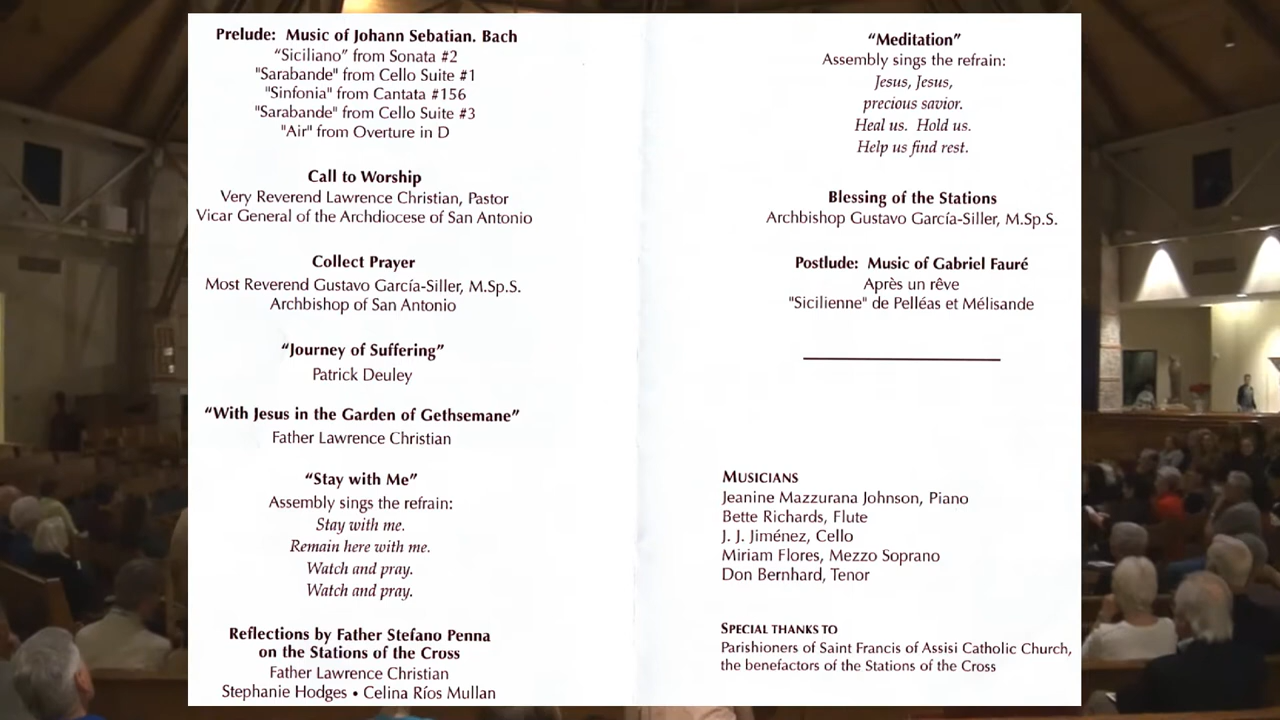 Prelude: Music of Johann Sebatian. Bach
“Siciliano” from Sonata #2
"Sarabande" from Cello Suite #1
"Sinfonia" from Cantata #156
"Sarabande" from Cello Suite #3
"Air" from Overture in D
Call to Worship
Very Reverend Lawrence Christian, Pastor
Vicar General of the Archdiocese of San Antonio
Collect Prayer
Most Reverend Gustavo García-Siller, M.Sp.S.
Archbishop of San Antonio
“Journey of Suffering”
Patrick Deuley
“With Jesus in the Garden of Gethsemane”
Father Lawrence Christian
“Stay with Me”
Assembly sings the refrain:
Stay with me.
Remain here with me.
Watch and pray.
Watch and pray.
Reflections by Father Stefano Penna
on the Stations of the Cross
Father Lawrence Christian
Stephanie Hodges • Celina Ríos Mullan
“Meditation”
Assembly sings the refrain:
Jesus, Jesus,
precious savior.
Heal us. Hold us.
Help us find rest.
Blessing of the Stations
Archbishop Gustavo García-Siller, M.Sp.S.
Postlude: Music of Gabriel Fauré
Après un rêve
"Sicilienne" de Pelléas et Mélisande
MUSICIANS
Jeanine Mazzurana Johnson, Piano
Bette Richards, Flute
J. J. Jiménez, Cello
Miriam Flores, Mezzo Soprano
Don Bernhard, Tenor
SPECIAL THANKS TO
Parishioners of Saint Francis of Assisi Catholic Church,
the benefactors of the Stations of the Cross